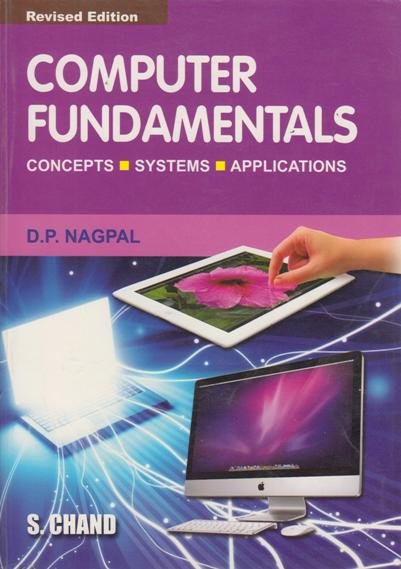 Revised Edition
COMPUTER
FUNDAMENTALS
CONCEPTS ■ SYSTEMS ■ APPLICATIONS
D.P. NAGPAL
S. CHAND